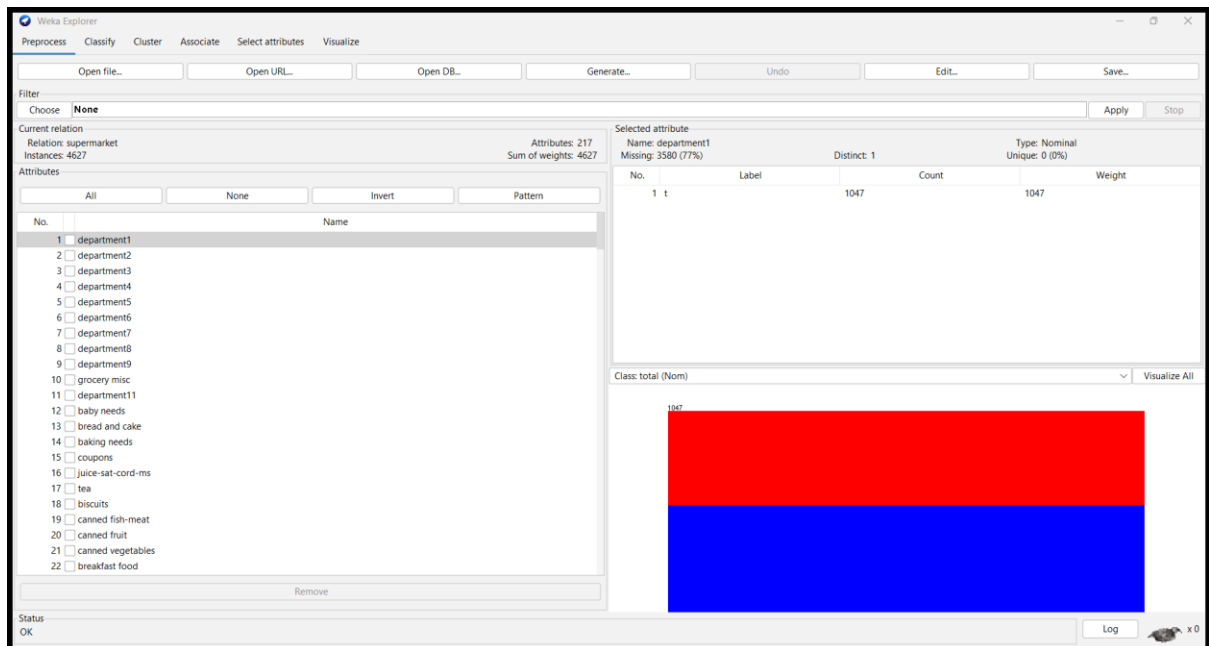 Weka Explorer
Preprocess Classify Cluster Associate Select attributes Visualize
Open file... Open URL... Open DB... Generate... Undo Edit... Save...
Filter
Choose None Apply Stop
Current relation
Relation: supermarket Attributes: 217
Instances: 4627 Sum of weights: 4627
Attributes
All None Invert Pattern
No. Name
1 department1
2 department2
3 department3
4 department4
5 department5
6 department6
7 department7
8 department8
9 department9
10 grocery misc
11 department11
12 baby needs
13 bread and cake
14 baking needs
15 coupons
16 juice-sat-cord-ms
17 tea
18 biscuits
19 canned fish-meat
20 canned fruit
21 canned vegetables
22 breakfast food
Remove
Selected attribute
Name: department1 Type: Nominal
Missing: 3580 (77%) Distinct: 1 Unique: 0 (0%)
No. Label Count Weight
1 t 1047 1047
Class: total (Nom) Visualize All
1047
Status
OK Log x 0